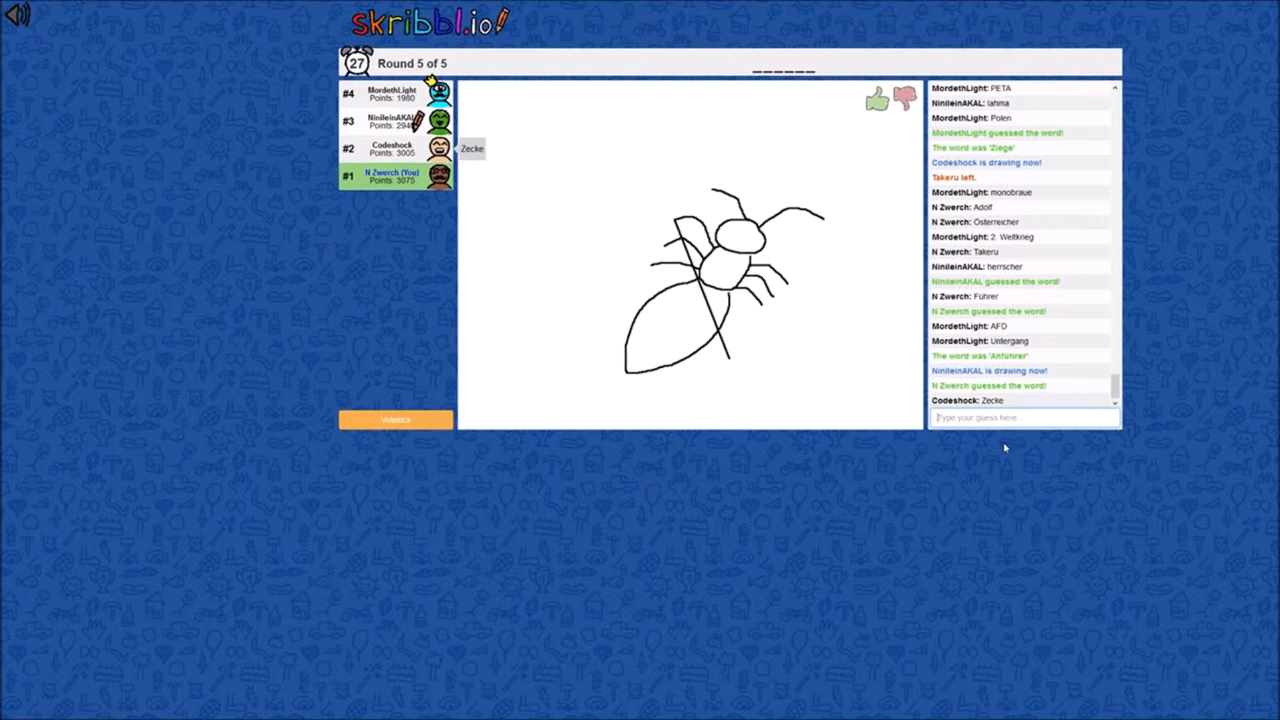 skribbl.io!
27
Round 5 of 5
______
#4
MordethLight
Points: 1980
#3
NinileinAKAL
#2
Codeshock
Points: 3005
#1
N Zwerch (You)
Points: 3075
Zecke
Votekick
MordethLight: PETA
NinileinAKAL: lahma
MordethLight: Polen
MordethLight guessed the word!
The word was 'Ziege'
Codeshock is drawing now!
Takeru left.
MordethLight: monobraue
N Zwerch: Adolf
N Zwerch: Österreicher
MordethLight: 2. Weltkrieg
N Zwerch: Takeru
NinileinAKAL: herrscher
NinileinAKAL guessed the word!
N Zwerch: Führer
N Zwerch guessed the word!
MordethLight: AFD
MordethLight: Untergang
The word was 'Anführer'
NinileinAKAL is drawing now!
N Zwerch guessed the word!
Codeshock: Zecke
Type your guess here